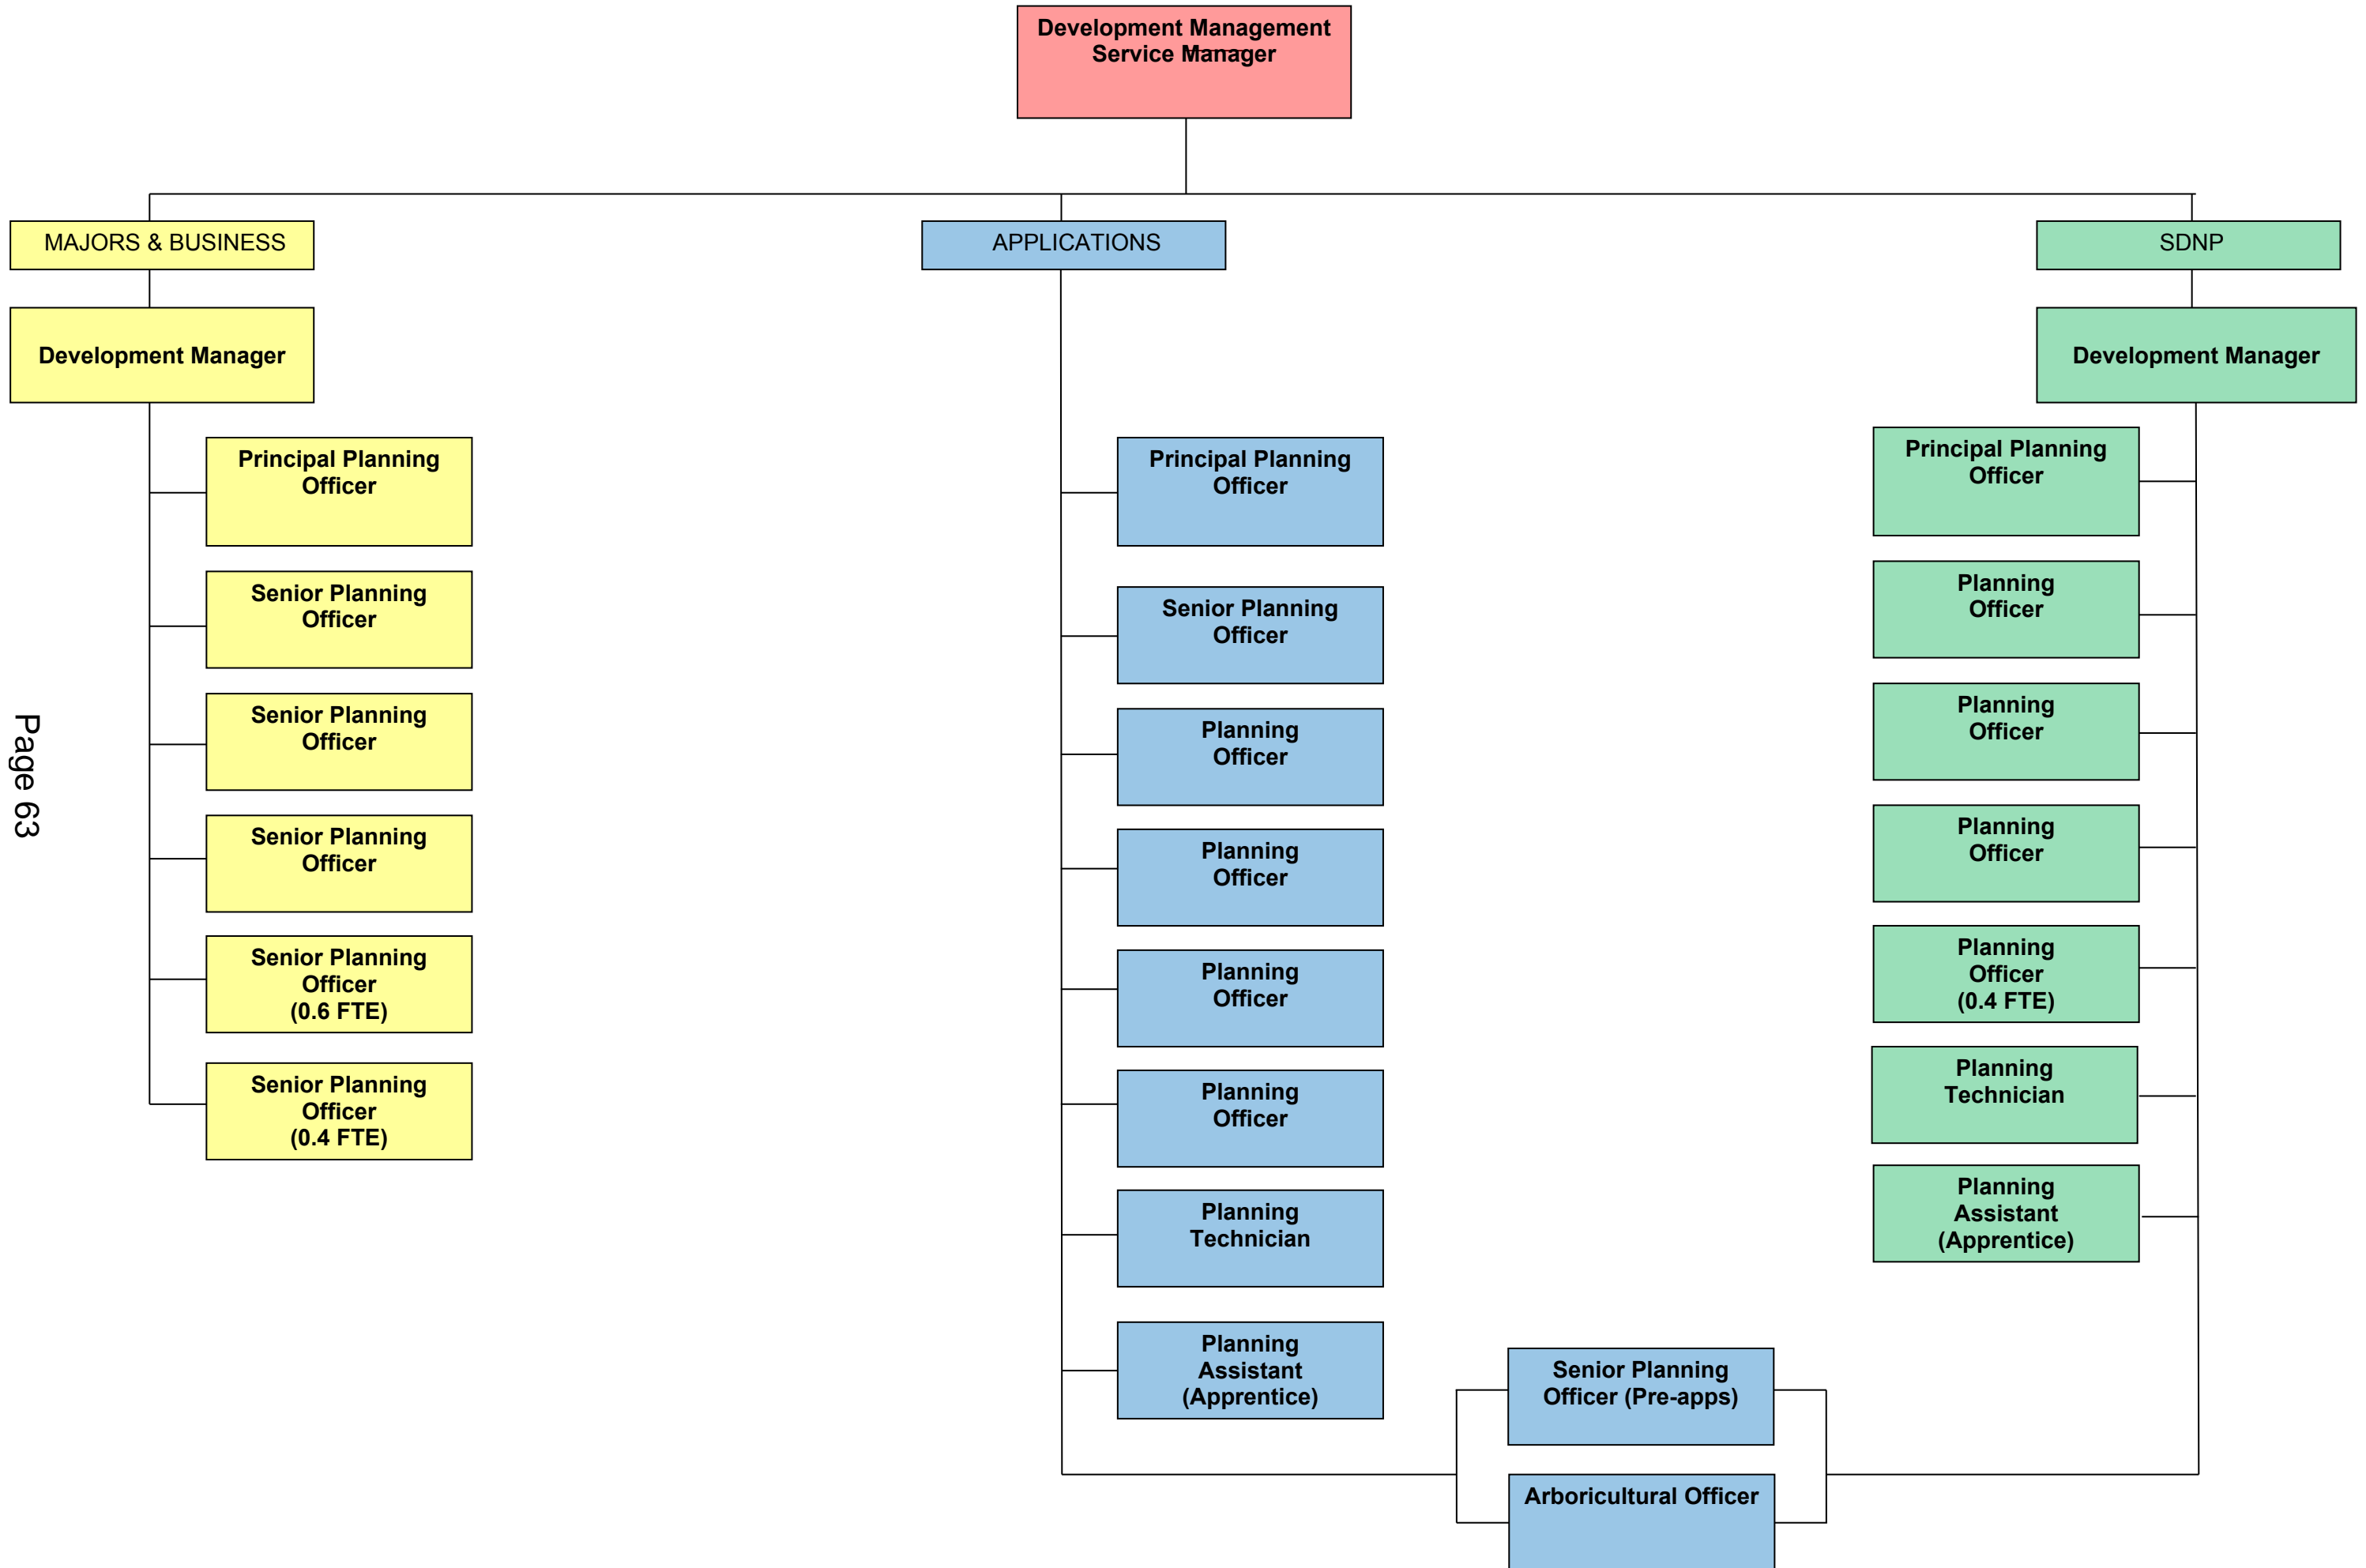 Development Management
Service Manager
MAJORS & BUSINESS
APPLICATIONS
SDNP
Development Manager
Development Manager
Principal Planning
Officer
Senior Planning
Officer
Senior Planning
Officer
Senior Planning
Officer
Senior Planning
Officer
(0.6 FTE)
Senior Planning
Officer
(0.4 FTE)
Principal Planning
Officer
Senior Planning
Officer
Planning
Officer
Planning
Officer
Planning
Officer
Planning
Officer
Planning
Technician
Planning
Assistant
(Apprentice)
Principal Planning
Officer
Planning
Officer
Planning
Officer
Planning
Officer
Planning
Officer
(0.4 FTE)
Planning
Technician
Planning
Assistant
(Apprentice)
Senior Planning
Officer (Pre-apps)
Arboricultural Officer
Page 63